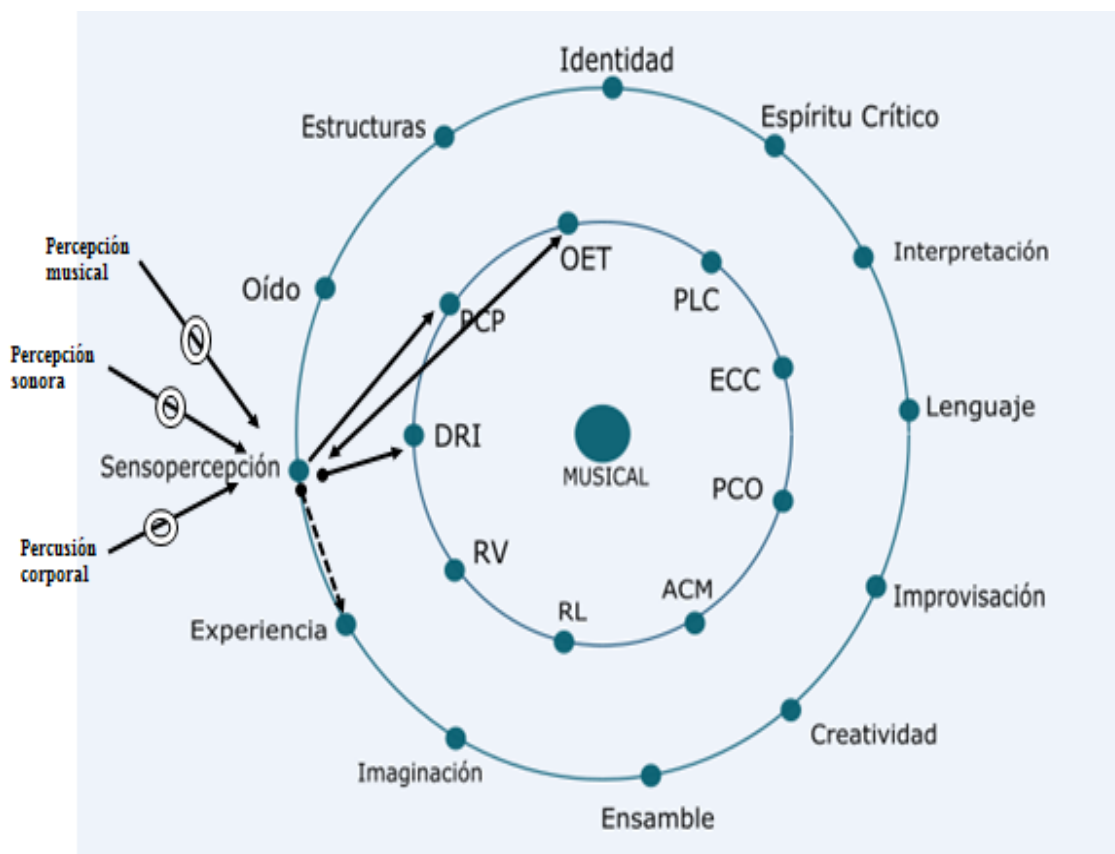 Identidad
Espíritu Crítico
Estructuras
Percepción
musical
OET
Interpretación
Oído
PLC
PCP
Percepción
sonora
ECC
Lenguaje
DRI
Sensopercepción
MUSICAL
PCO
Percusión
corporal
RV
ACM
Improvisación
RL
Experiencia
Creatividad
Imaginación
Ensamble